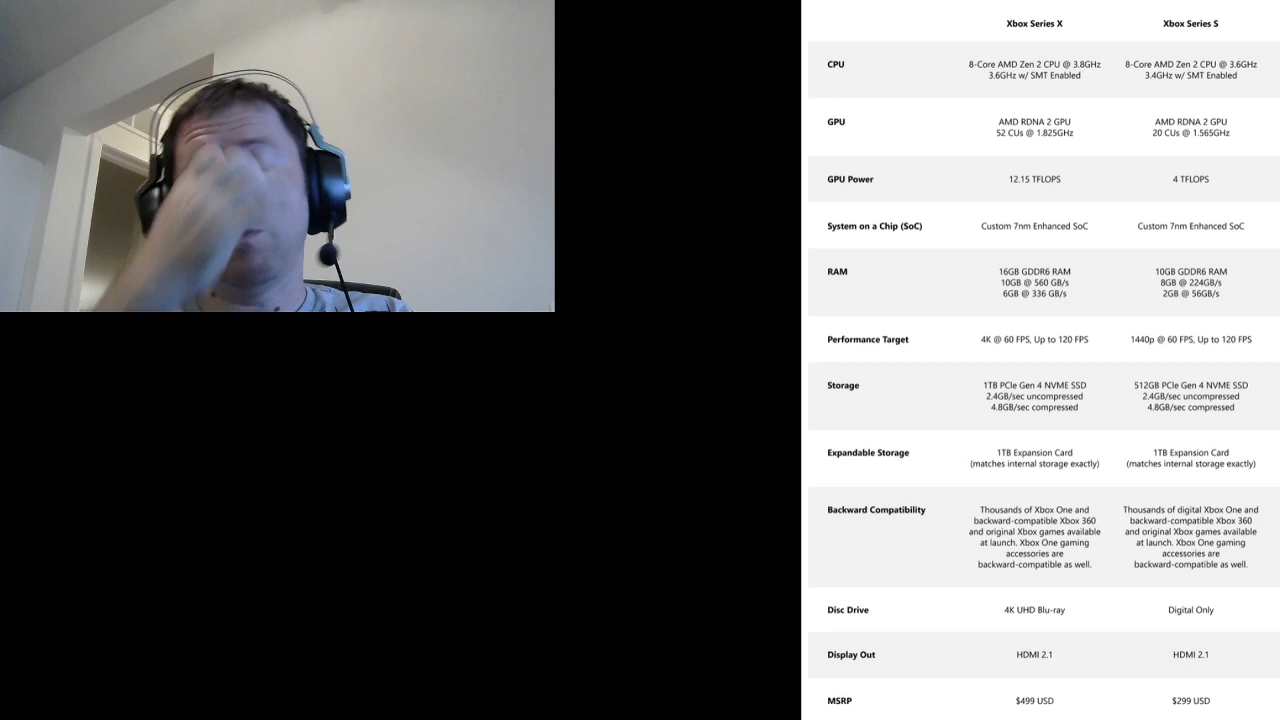 Xbox Series X Xbox Series S
CPU
8-Core AMD Zen 2 CPU @ 3.8GHz 8-Core AMD Zen 2 CPU @ 3.6GHz
3.6GHz w/ SMT Enabled 3.4GHz w/ SMT Enabled
GPU
AMD RDNA 2 GPU AMD RDNA 2 GPU
52 CUs @ 1.825GHz 20 CUs @ 1.565GHz
GPU Power 12.15 TFLOPS 4 TFLOPS
System on a Chip (SoC) Custom 7nm Enhanced SoC Custom 7nm Enhanced SoC
RAM 16GB GDDR6 RAM 10GB GDDR6 RAM
10GB @ 560 GB/s 8GB @ 224GB/s
6GB @ 336 GB/s 2GB @ 56GB/s
Performance Target 4K @ 60 FPS, Up to 120 FPS 1440p @ 60 FPS, Up to 120 FPS
Storage 1TB PCIe Gen 4 NVME SSD 512GB PCIe Gen 4 NVME SSD
2.4GB/sec uncompressed 2.4GB/sec uncompressed
4.8GB/sec compressed 4.8GB/sec compressed
Expandable Storage 1TB Expansion Card 1TB Expansion Card
(matches internal storage exactly) (matches internal storage exactly)
Backward Compatibility Thousands of Xbox One and Thousands of digital Xbox One and
backward-compatible Xbox 360 backward-compatible Xbox 360
and original Xbox games available and original Xbox games available
at launch. Xbox One gaming at launch. Xbox One gaming
accessories are accessories are
backward-compatible as well. backward-compatible as well.
Disc Drive 4K UHD Blu-ray Digital Only
Display Out HDMI 2.1 HDMI 2.1
MSRP $499 USD $299 USD